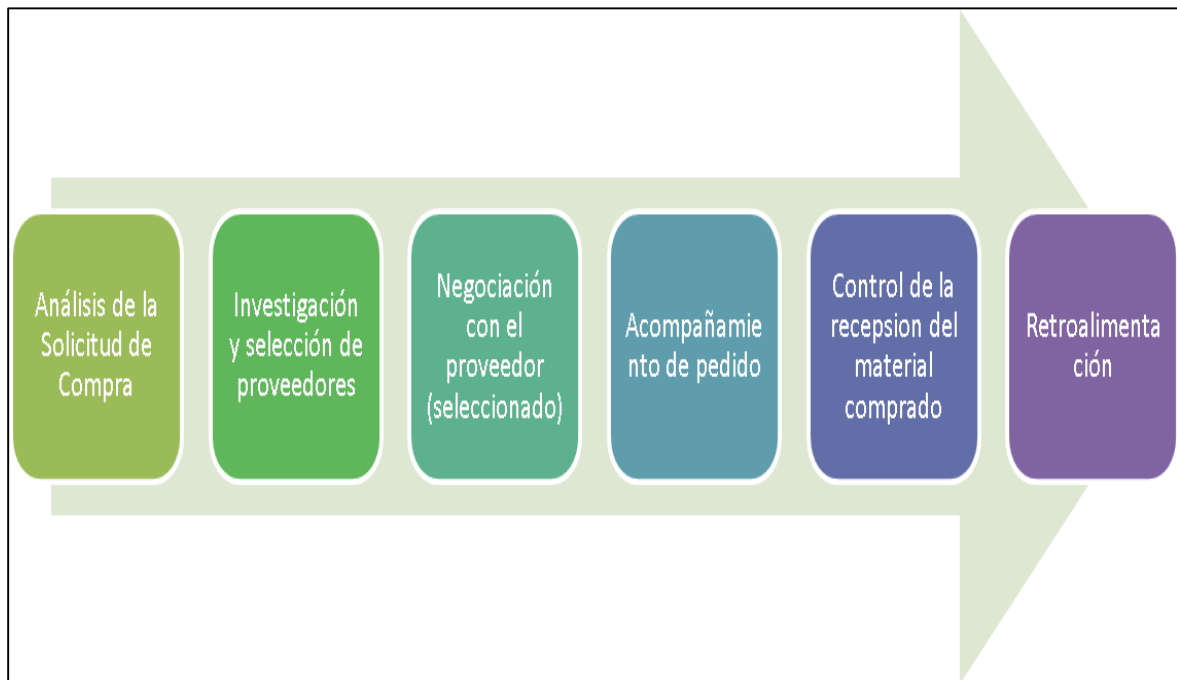 Análisis de la
Solicitud de
Compra
Investigación
y selección de
proveedores
Negociación
con el
proveedor
(seleccionado)
Acompañamie
nto de pedido
Control de la
recepsion del
material
comprado
Retroalimenta
ción